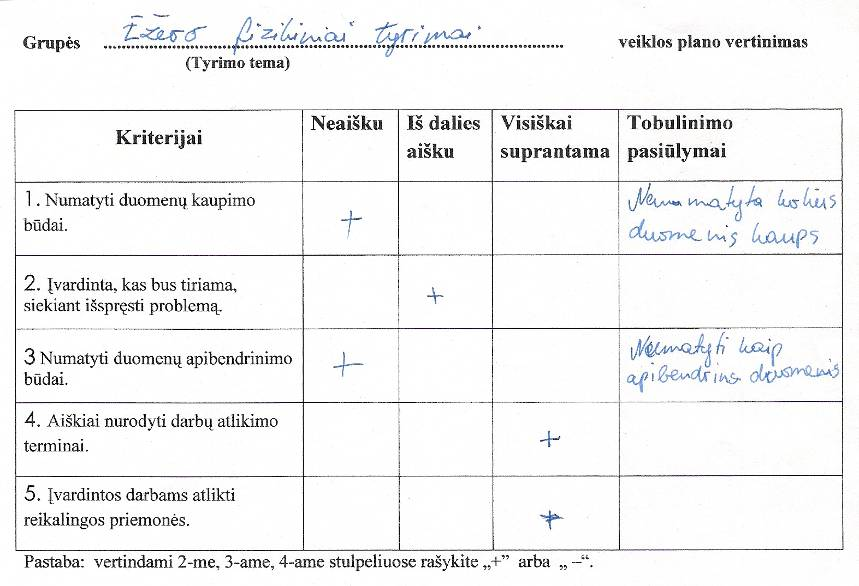 Grupės Ežero fizikiniai tyrimai veiklos plano vertinimas
(Tyrimo tema)
Kriterijai Neaišku Iš dalies aišku Visiškai suprantama Tobulinimo pasiūlymai
1. Numatyti duomenų kaupimo būdai. + Nenumatyta kokius duomenis kaups
2. Įvardinta, kas bus tiriama, siekiant išspręsti problemą. +
3 Numatyti duomenų apibendrinimo būdai. + Nenumatyti kaip apibendrins duomenis
4. Aiškiai nurodyti darbų atlikimo terminai. +
5. Įvardintos darbams atlikti reikalingos priemonės. +
Pastaba: vertindami 2-me, 3-ame, 4-ame stulpeliuose rašykite „+” arba „ –“.